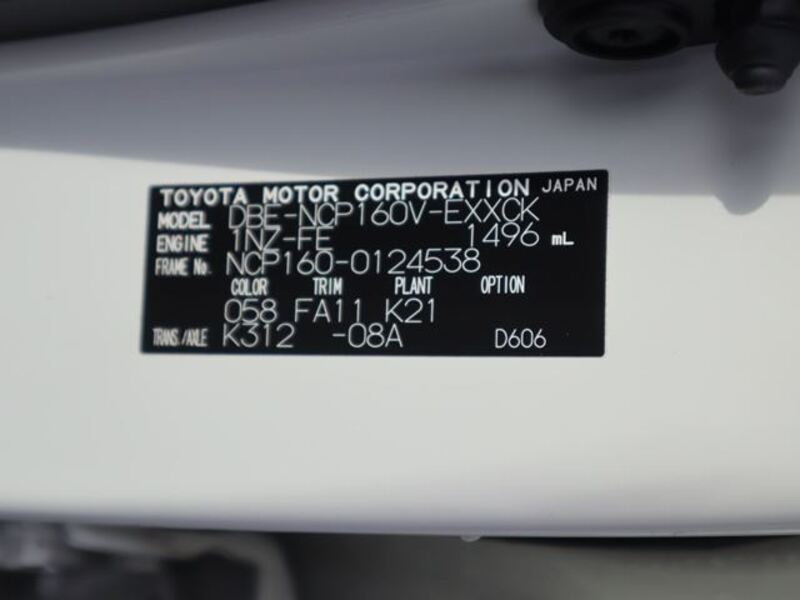 TOYOTA MOTOR CORPORATION JAPAN
MODEL DBE-NCP160V-EXXCK
ENGINE 1NZ-FE 1496 mL
FRAME No. NCP160-0124538
COLOR TRIM PLANT OPTION
058 FA11 K21
TRANS./AXLE K312 -08A D606